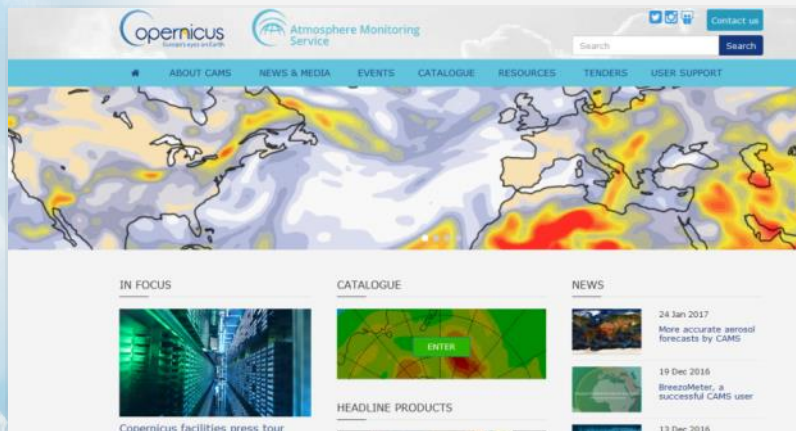 Copernicus
Europe's eyes on Earth
Atmosphere Monitoring
Service
Contact us
Search
Search
ABOUT CAMS
NEWS & MEDIA
EVENTS
CATALOGUE
RESOURCES
TENDERS
USER SUPPORT
IN FOCUS
Copernicus facilities press tour
CATALOGUE
ENTER
HEADLINE PRODUCTS
NEWS
24 Jan 2017
More accurate aerosol
forecasts by CAMS
19 Dec 2016
BreezoMeter, a
successful CAMS user
13 Dec 2016